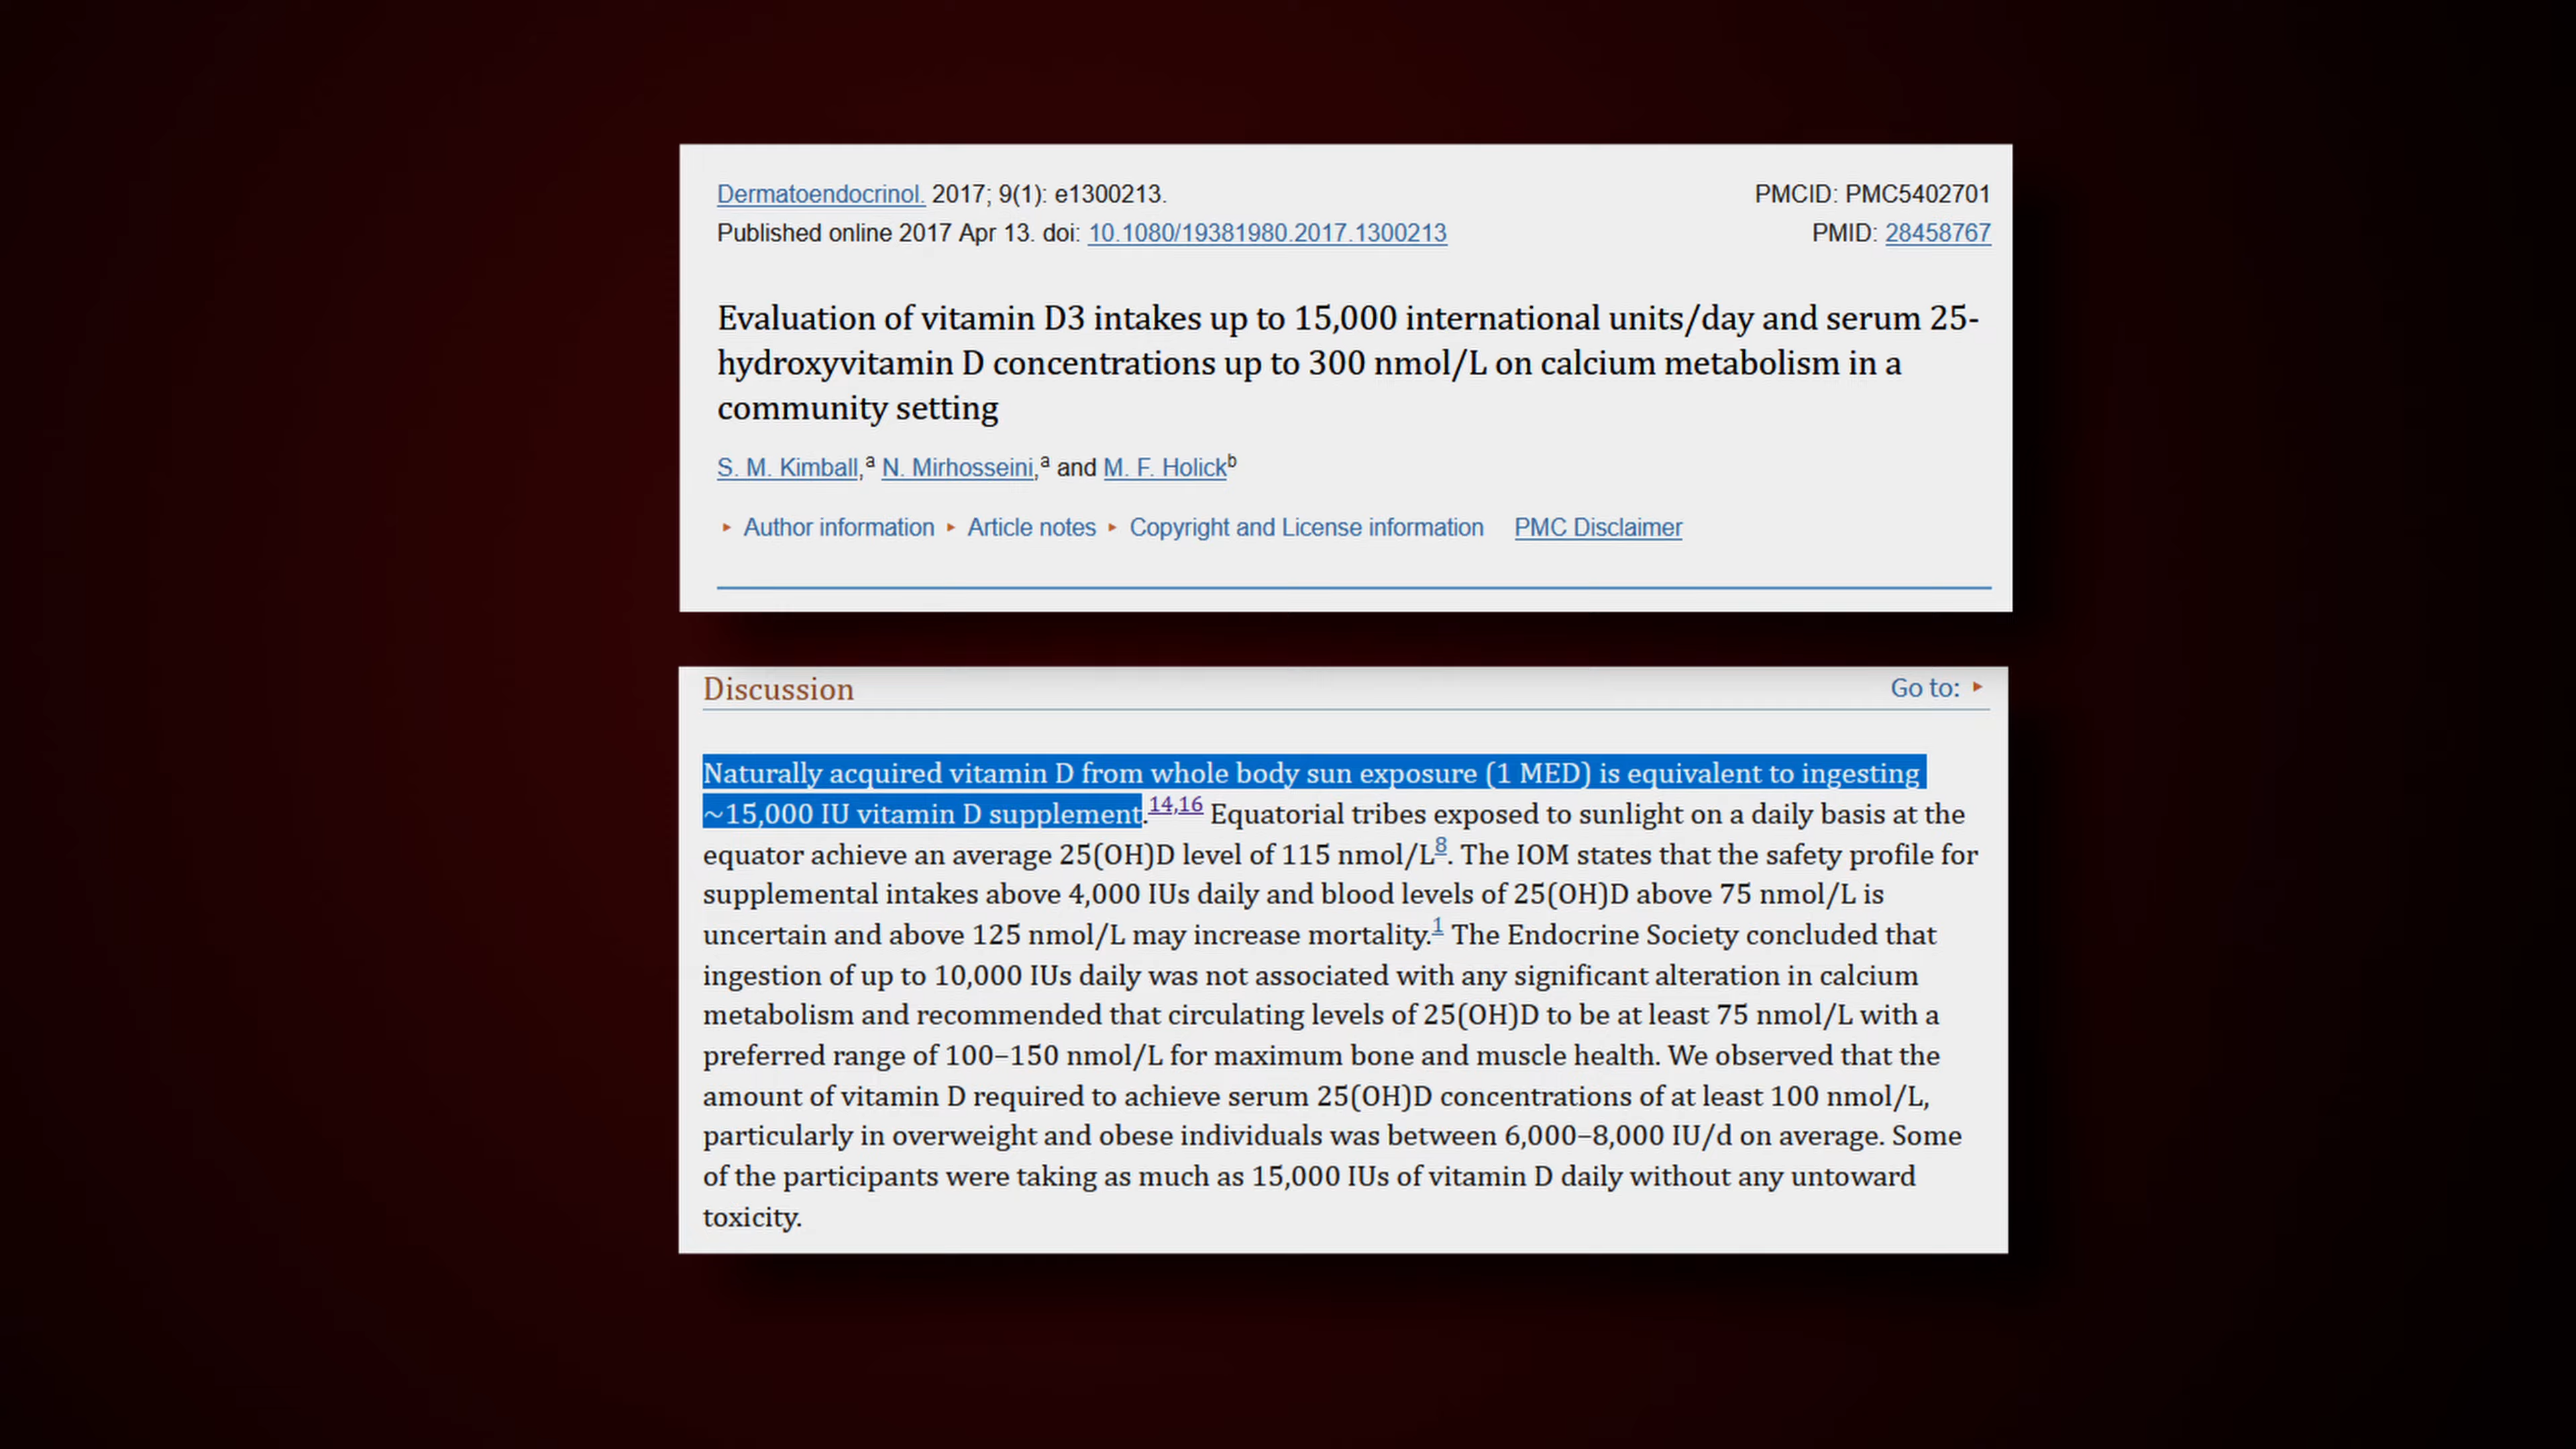 Dermatoendocrinol. 2017; 9(1): e1300213.
PMCID: PMC5402701
Published online 2017 Apr 13. doi: 10.1080/19381980.2017.1300213
PMID: 28458767
Evaluation of vitamin D3 intakes up to 15,000 international units/day and serum 25-
hydroxyvitamin D concentrations up to 300 nmol/L on calcium metabolism in a
community setting
S. M. Kimball,a N. Mirhosseini,a and M. F. Holickb
▸ Author information ▸ Article notes ▸ Copyright and License information PMC Disclaimer
Discussion
Go to: ▸
Naturally acquired vitamin D from whole body sun exposure (1 MED) is equivalent to ingesting
~15,000 IU vitamin D supplement.14,16 Equatorial tribes exposed to sunlight on a daily basis at the
equator achieve an average 25(OH)D level of 115 nmol/L8. The IOM states that the safety profile for
supplemental intakes above 4,000 IUs daily and blood levels of 25(OH)D above 75 nmol/L is
uncertain and above 125 nmol/L may increase mortality.1 The Endocrine Society concluded that
ingestion of up to 10,000 IUs daily was not associated with any significant alteration in calcium
metabolism and recommended that circulating levels of 25(OH)D to be at least 75 nmol/L with a
preferred range of 100–150 nmol/L for maximum bone and muscle health. We observed that the
amount of vitamin D required to achieve serum 25(OH)D concentrations of at least 100 nmol/L,
particularly in overweight and obese individuals was between 6,000–8,000 IU/d on average. Some
of the participants were taking as much as 15,000 IUs of vitamin D daily without any untoward
toxicity.